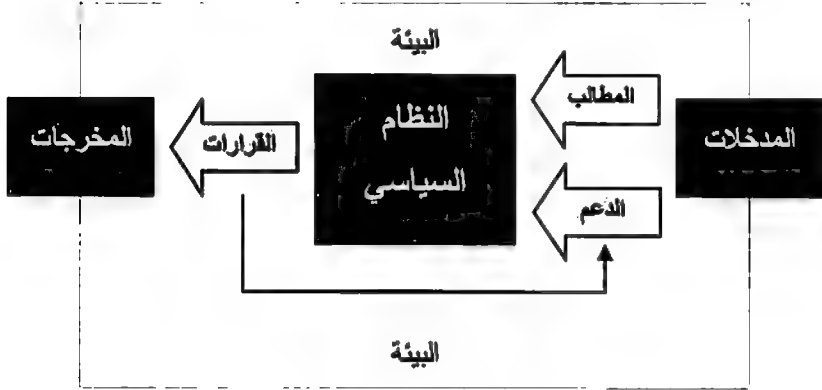 البيئة
المدخلات
المطالب
الدعم
النظام
السياسي
القرارات
المخرجات
البيئة